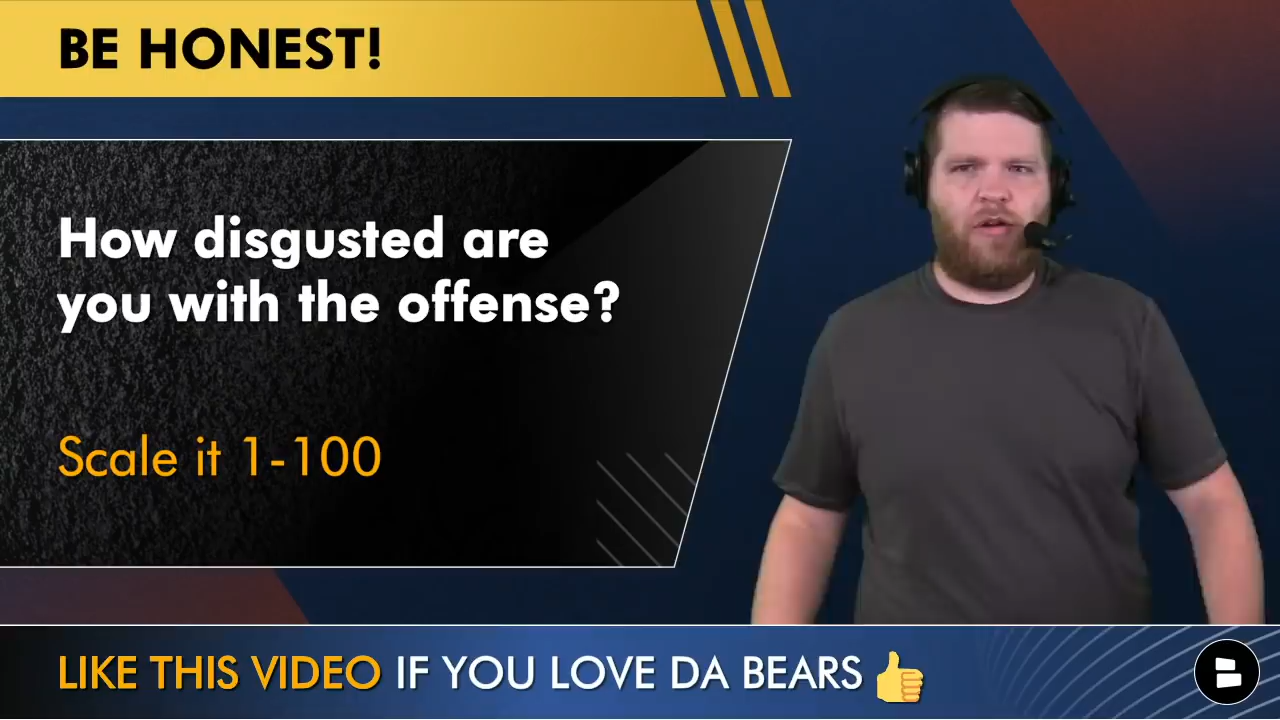 BE HONEST!
How disgusted are
you with the offense?
Scale it 1-100
LIKE THIS VIDEO IF YOU LOVE DA BEARS